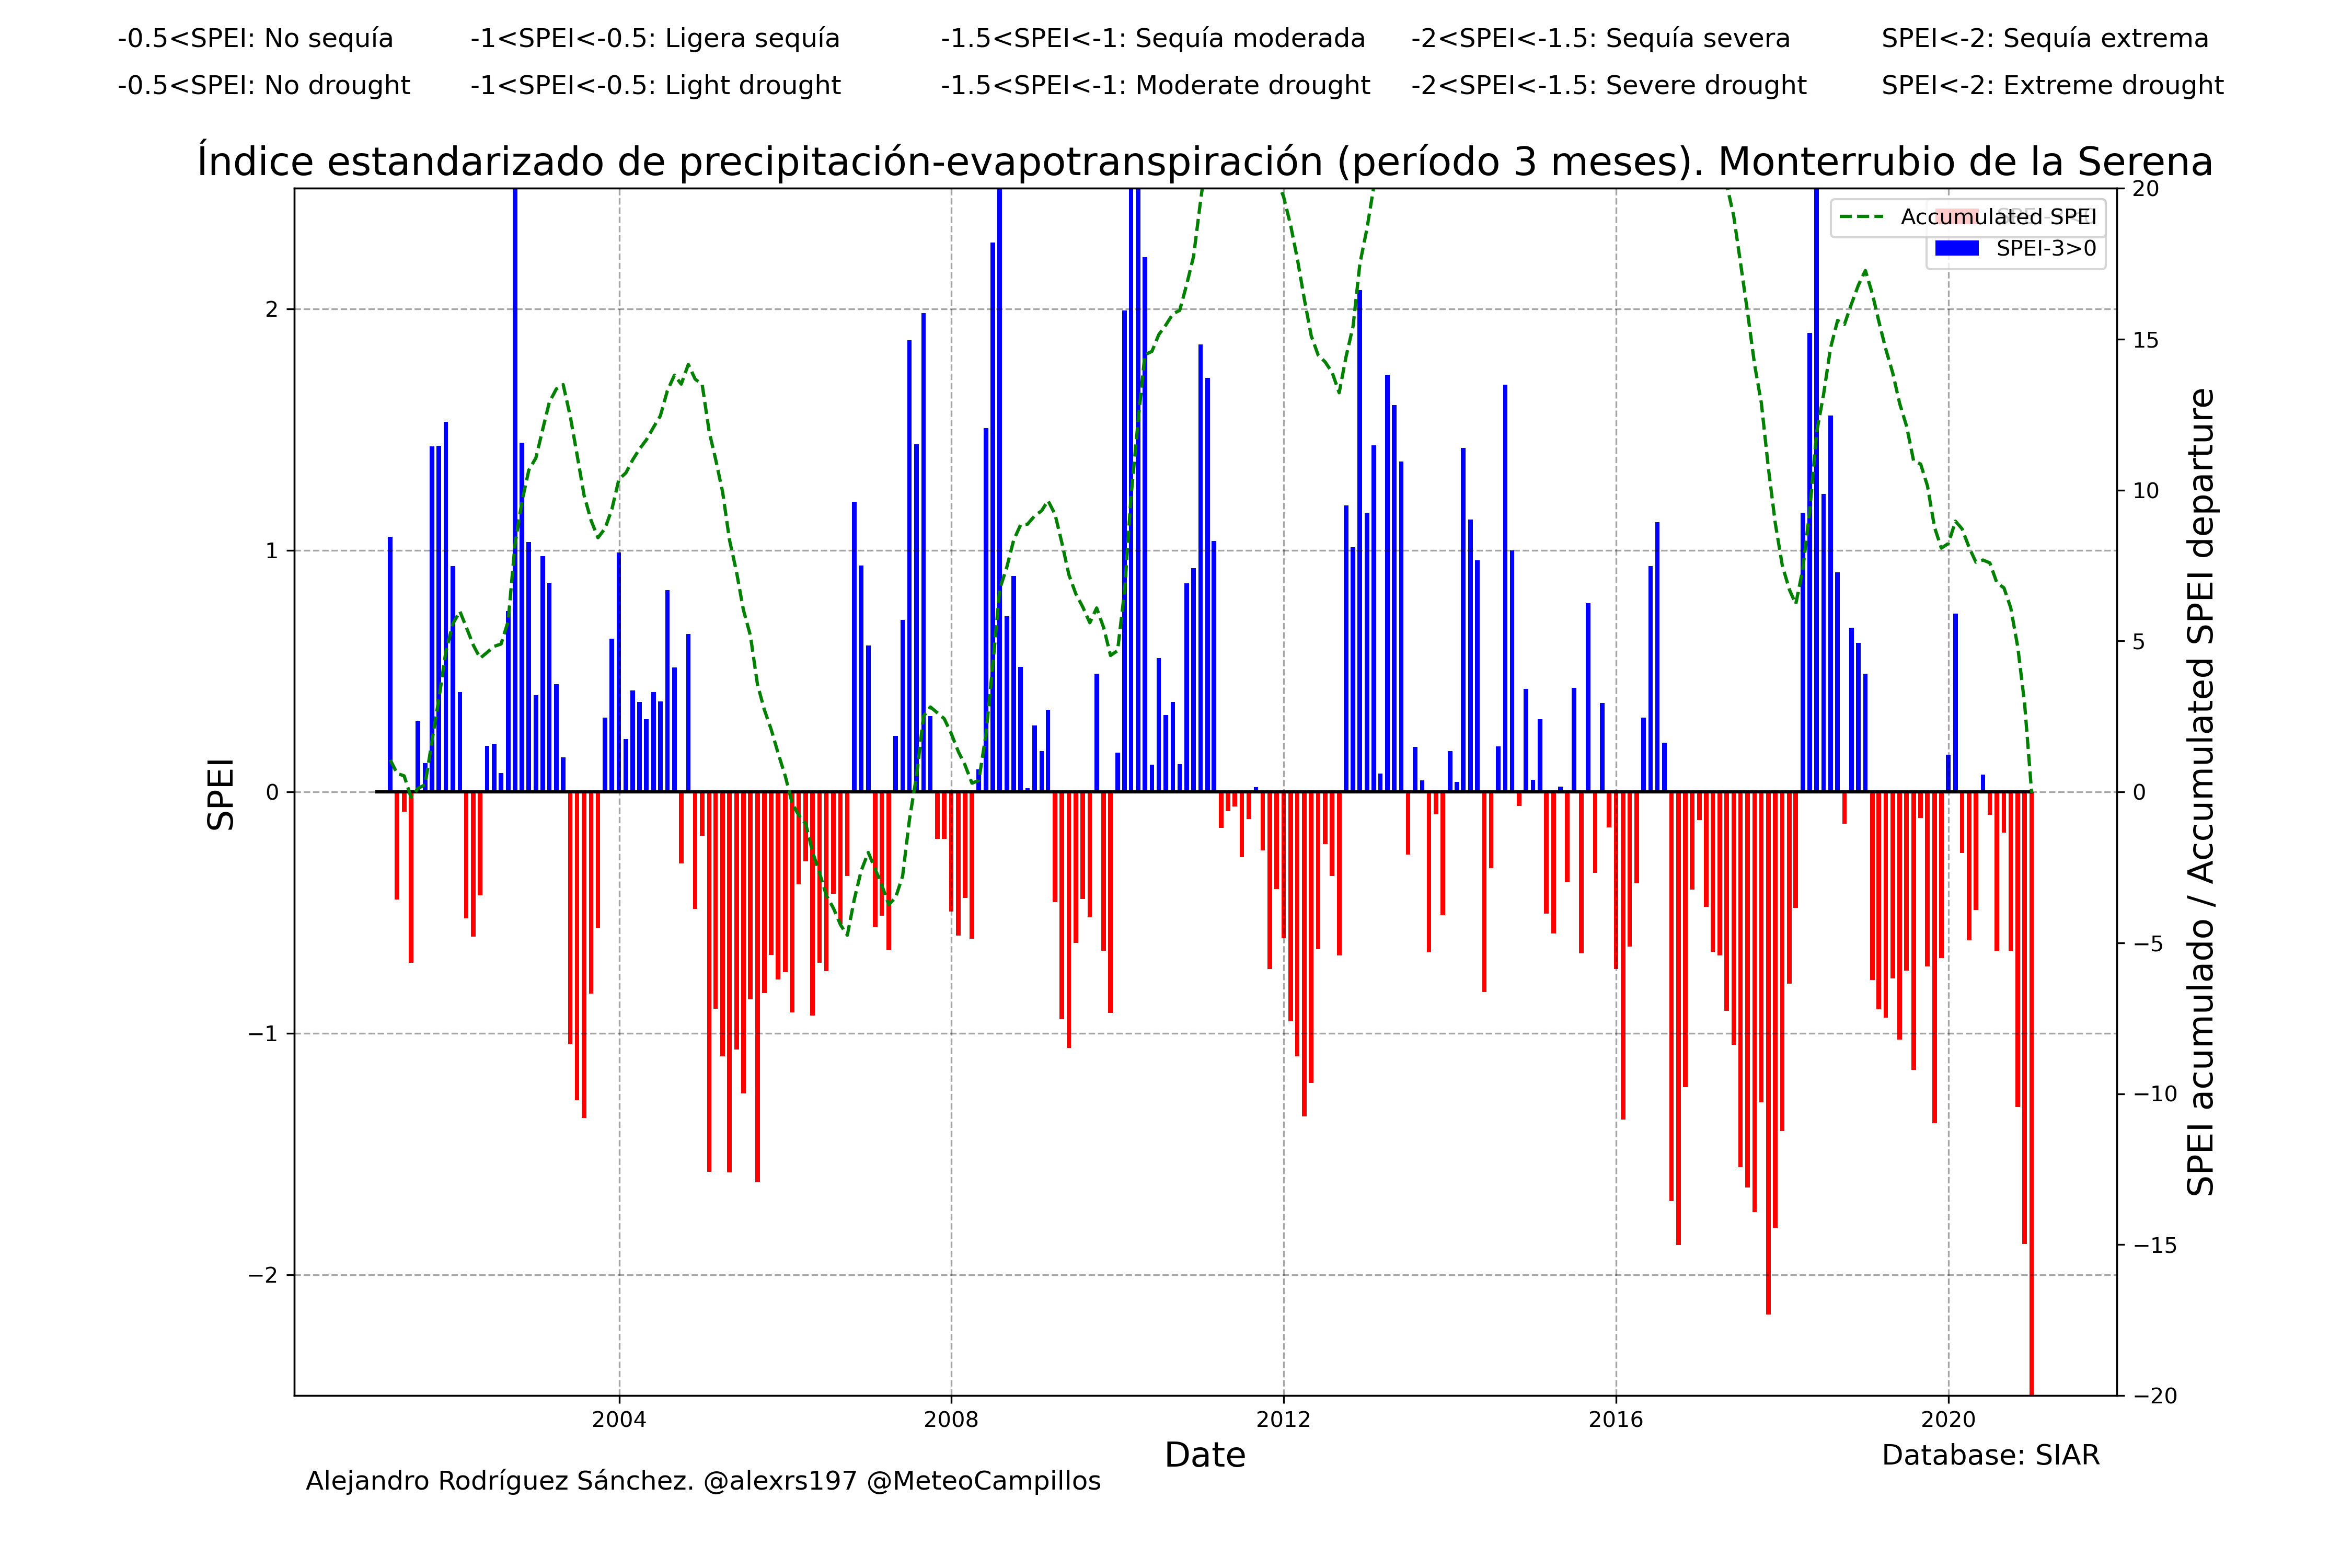 -0.5<SPEI: No sequía -1<SPEI<-0.5: Ligera sequía -1.5<SPEI<-1: Sequía moderada -2<SPEI<-1.5: Sequía severa SPEI<-2: Sequía extrema
-0.5<SPEI: No drought -1<SPEI<-0.5: Light drought -1.5<SPEI<-1: Moderate drought -2<SPEI<-1.5: Severe drought SPEI<-2: Extreme drought
Índice estandarizado de precipitación-evapotranspiración (período 3 meses). Monterrubio de la Serena
Accumulated SPEI
SPEI-3>0
SPEI
2
1
0
−1
−2
20
15
10
5
0
−5
−10
−15
−20
SPEI acumulado / Accumulated SPEI departure
2004 2008 2012 2016 2020
Date
Database: SIAR
Alejandro Rodríguez Sánchez. @alexrs197 @MeteoCampillos